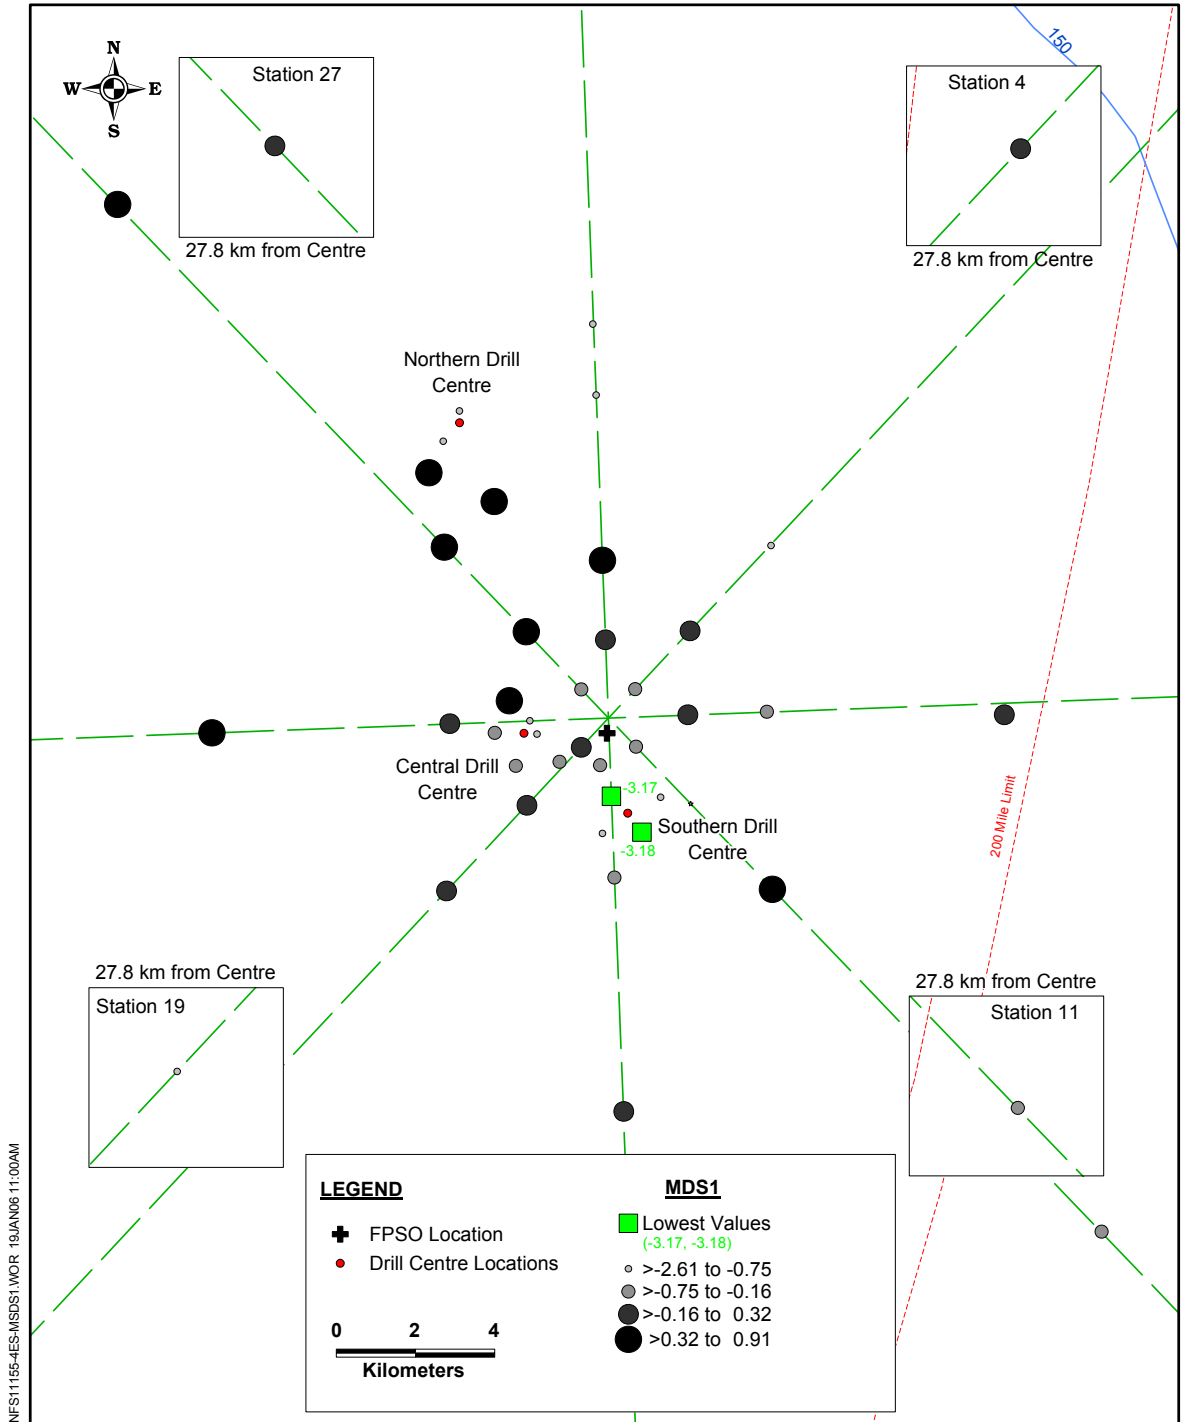 N
W E
S
Station 27
27.8 km from Centre
Station 4
27.8 km from Centre
150
Northern Drill
Centre
Central Drill
Centre
-3.17
Southern Drill
Centre
-3.18
200 Mile Limit
27.8 km from Centre
Station 19
27.8 km from Centre
Station 11
LEGEND
FPSO Location
Drill Centre Locations
0 2 4
Kilometers
MDS1
Lowest Values
(-3.17, -3.18)
>-2.61 to -0.75
>-0.75 to -0.16
>-0.16 to 0.32
>0.32 to 0.91
NFS11155-4ES-MSDS1.WOR 19JAN06 11:00AM